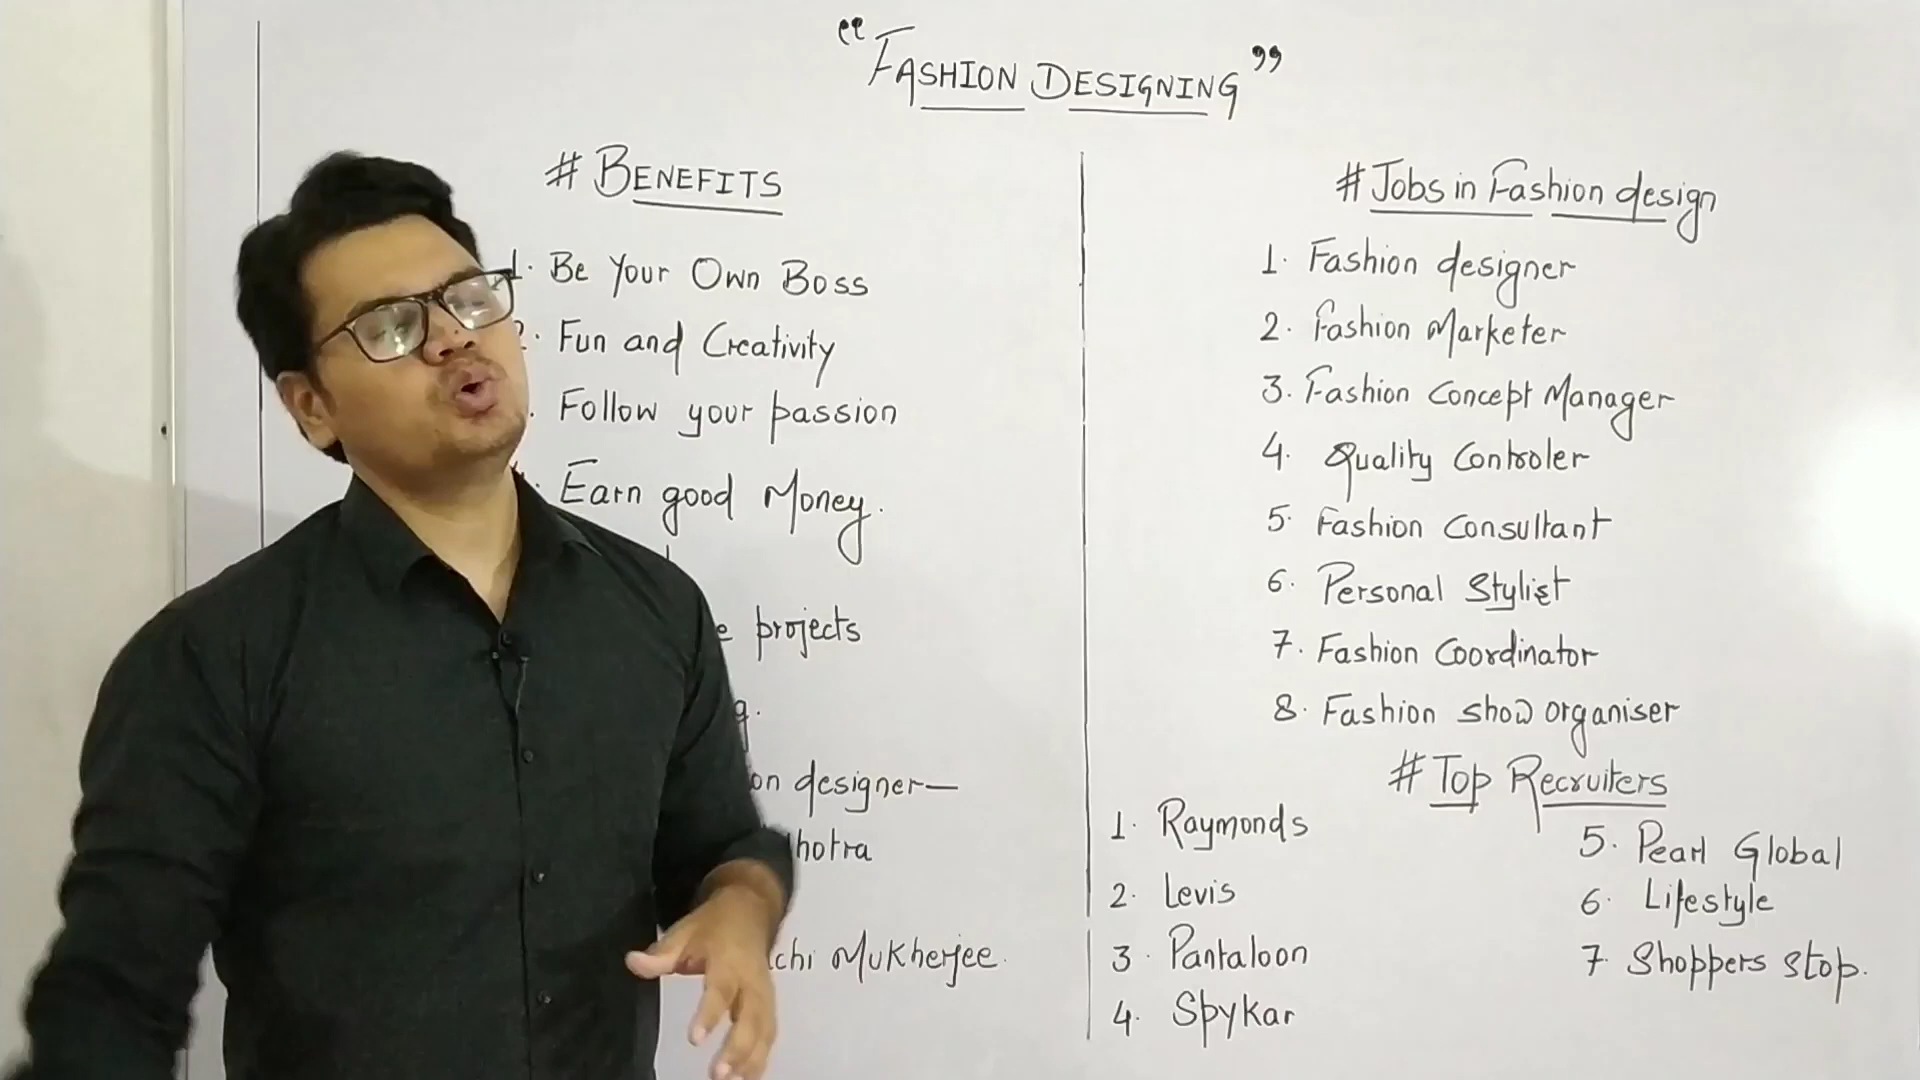 "FASHION DESIGNING"
# BENEFITS
1. Be Your Own Boss
2. Fun and Creativity
. Follow your passion
. Earn good Money.
e projects
g.
on designer—
hotra
chi Mukherjee.
# Jobs in Fashion design
1. Fashion designer
2. Fashion Marketer
3. Fashion Concept Manager
4. Quality Controler
5. Fashion Consultant
6. Personal Stylist
7. Fashion Coordinator
8. Fashion show organiser
# Top Recruiters
1. Raymonds
2. Levis
3. Pantaloon
4. Spykar
5. Pearl Global
6. Lifestyle
7. Shoppers stop.